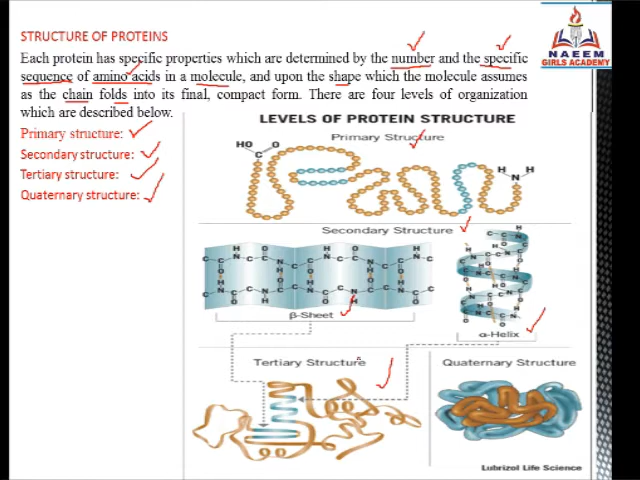 STRUCTURE OF PROTEINS
NAEEM
GIRLS ACADEMY
Each protein has specific properties which are determined by the number and the specific
sequence of amino acids in a molecule, and upon the shape which the molecule assumes
as the chain folds into its final, compact form. There are four levels of organization
which are described below.
Primary structure:
Secondary structure:
Tertiary structure:
Quaternary structure:
LEVELS OF PROTEIN STRUCTURE
Primary Structure
HO O
C
H H
N
Secondary Structure
β-Sheet
α-Helix
Tertiary Structure
Quaternary Structure
Lubrizol Life Science